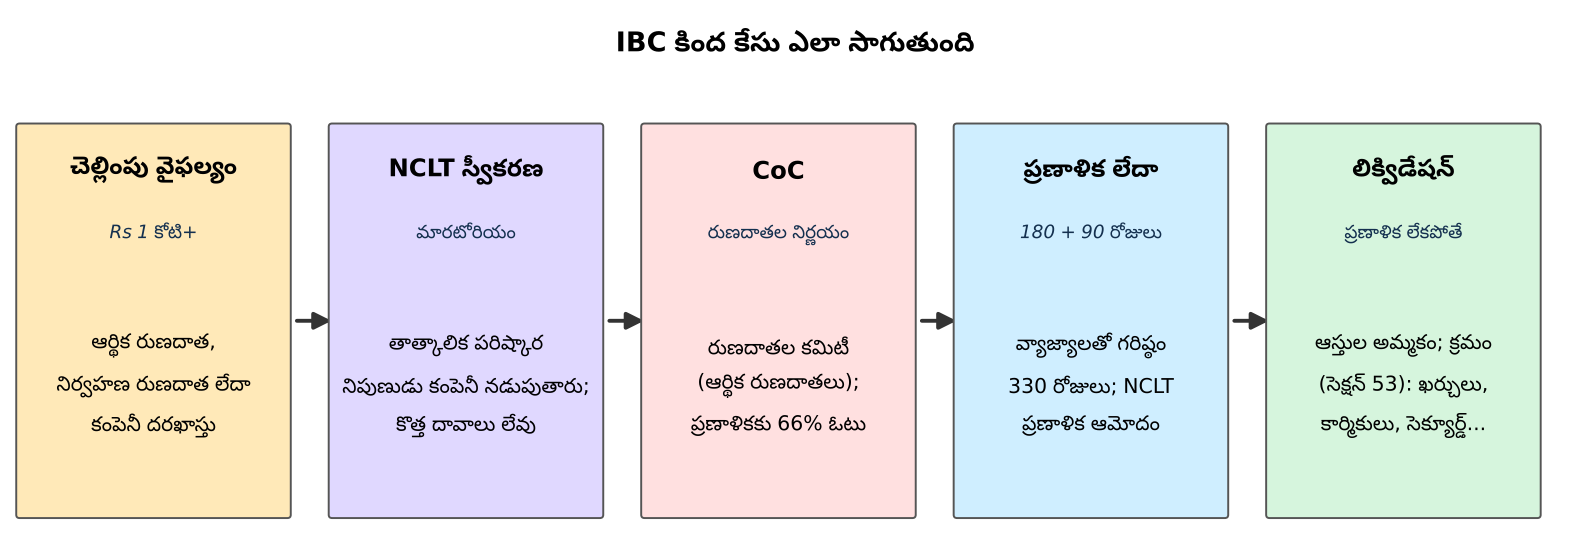 IBC కింద కేసు ఎలా సాగుతుంది
చెల్లింపు వైఫల్యం
Rs 1 కోటి+
ఆర్థిక రుణదాత,
నిర్వహణ రుణదాత లేదా
కంపెనీ దరఖాస్తు
NCLT స్వీకరణ
మారటోరియం
తాత్కాలిక పరిష్కార
నిపుణుడు కంపెనీ నడుపుతారు;
కొత్త దావాలు లేవు
CoC
రుణదాతల నిర్ణయం
రుణదాతల కమిటీ
(ఆర్థిక రుణదాతలు);
ప్రణాళికకు 66% ఓటు
ప్రణాళిక లేదా
180 + 90 రోజులు
వ్యాజ్యాలతో గరిష్ఠం
330 రోజులు; NCLT
ప్రణాళిక ఆమోదం
లిక్విడేషన్
ప్రణాళిక లేకపోతే
ఆస్తుల అమ్మకం; క్రమం
(సెక్షన్ 53): ఖర్చులు,
కార్మికులు, సెక్యూర్డ్...